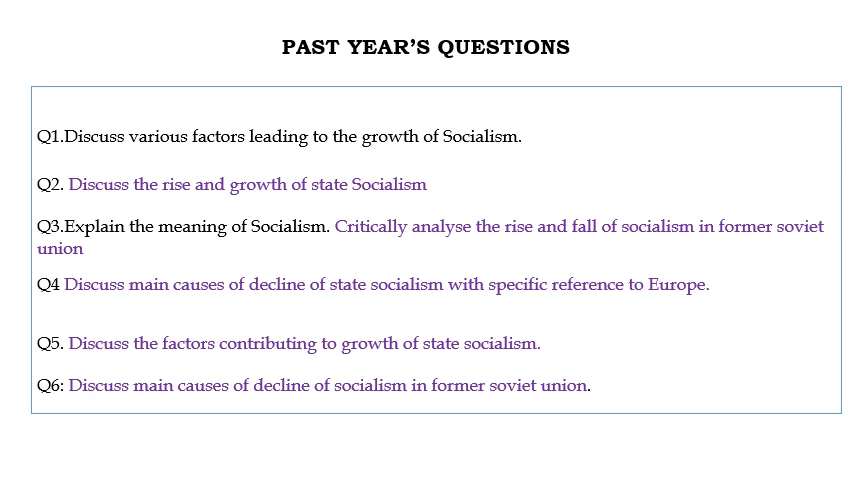 PAST YEAR’S QUESTIONS
Q1.Discuss various factors leading to the growth of Socialism.
Q2. Discuss the rise and growth of state Socialism
Q3.Explain the meaning of Socialism. Critically analyse the rise and fall of socialism in former soviet
union
Q4 Discuss main causes of decline of state socialism with specific reference to Europe.
Q5. Discuss the factors contributing to growth of state socialism.
Q6: Discuss main causes of decline of socialism in former soviet union.